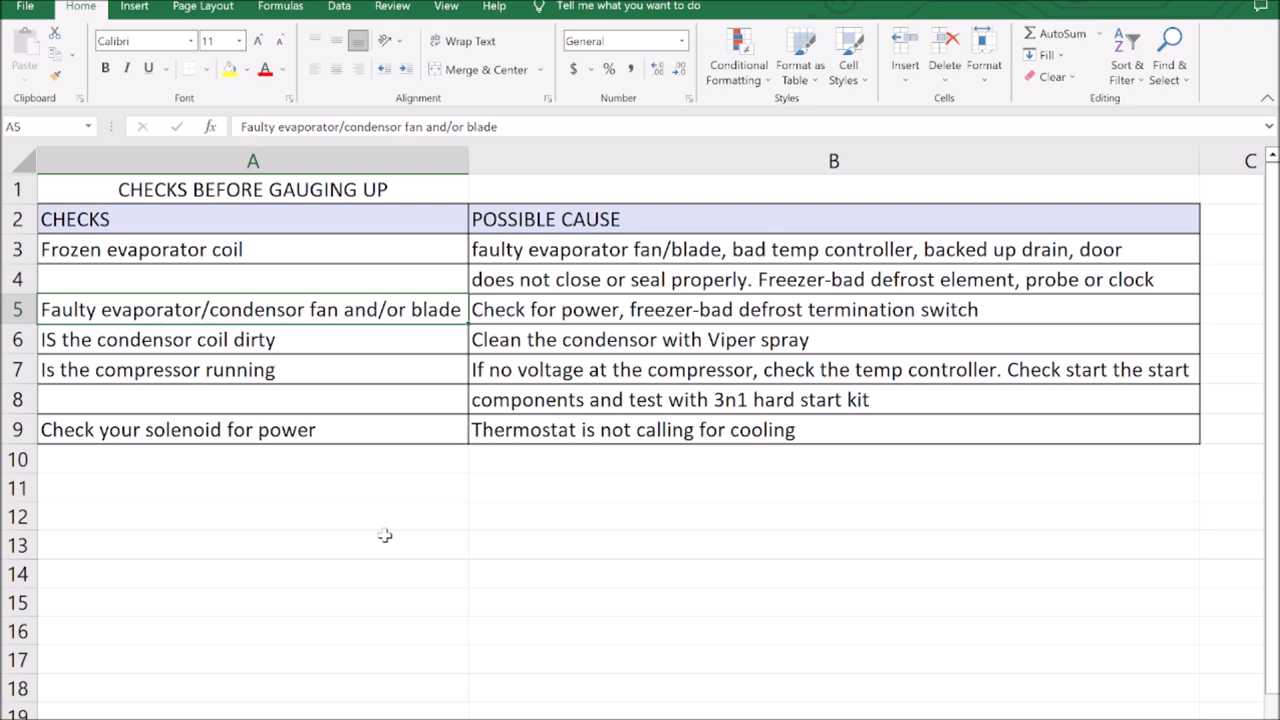 File Home Insert Page Layout Formulas Data Review View Help Tell me what you want to do
Paste Calibri 11 Wrap Text General Conditional Formatting Format as Table Cell Styles Insert Delete Format AutoSum Sort & Filter Find & Select
B I U Merge & Center $ % , Fill
Clear
Clipboard Font Alignment Number Styles Cells Editing
A5 fx Faulty evaporator/condensor fan and/or blade
A B C
1 CHECKS BEFORE GAUGING UP
2 CHECKS POSSIBLE CAUSE
3 Frozen evaporator coil faulty evaporator fan/blade, bad temp controller, backed up drain, door
4 does not close or seal properly. Freezer-bad defrost element, probe or clock
5 Faulty evaporator/condensor fan and/or blade Check for power, freezer-bad defrost termination switch
6 IS the condensor coil dirty Clean the condensor with Viper spray
7 Is the compressor running If no voltage at the compressor, check the temp controller. Check start the start
8 components and test with 3n1 hard start kit
9 Check your solenoid for power Thermostat is not calling for cooling
10
11
12
13
14
15
16
17
18
19